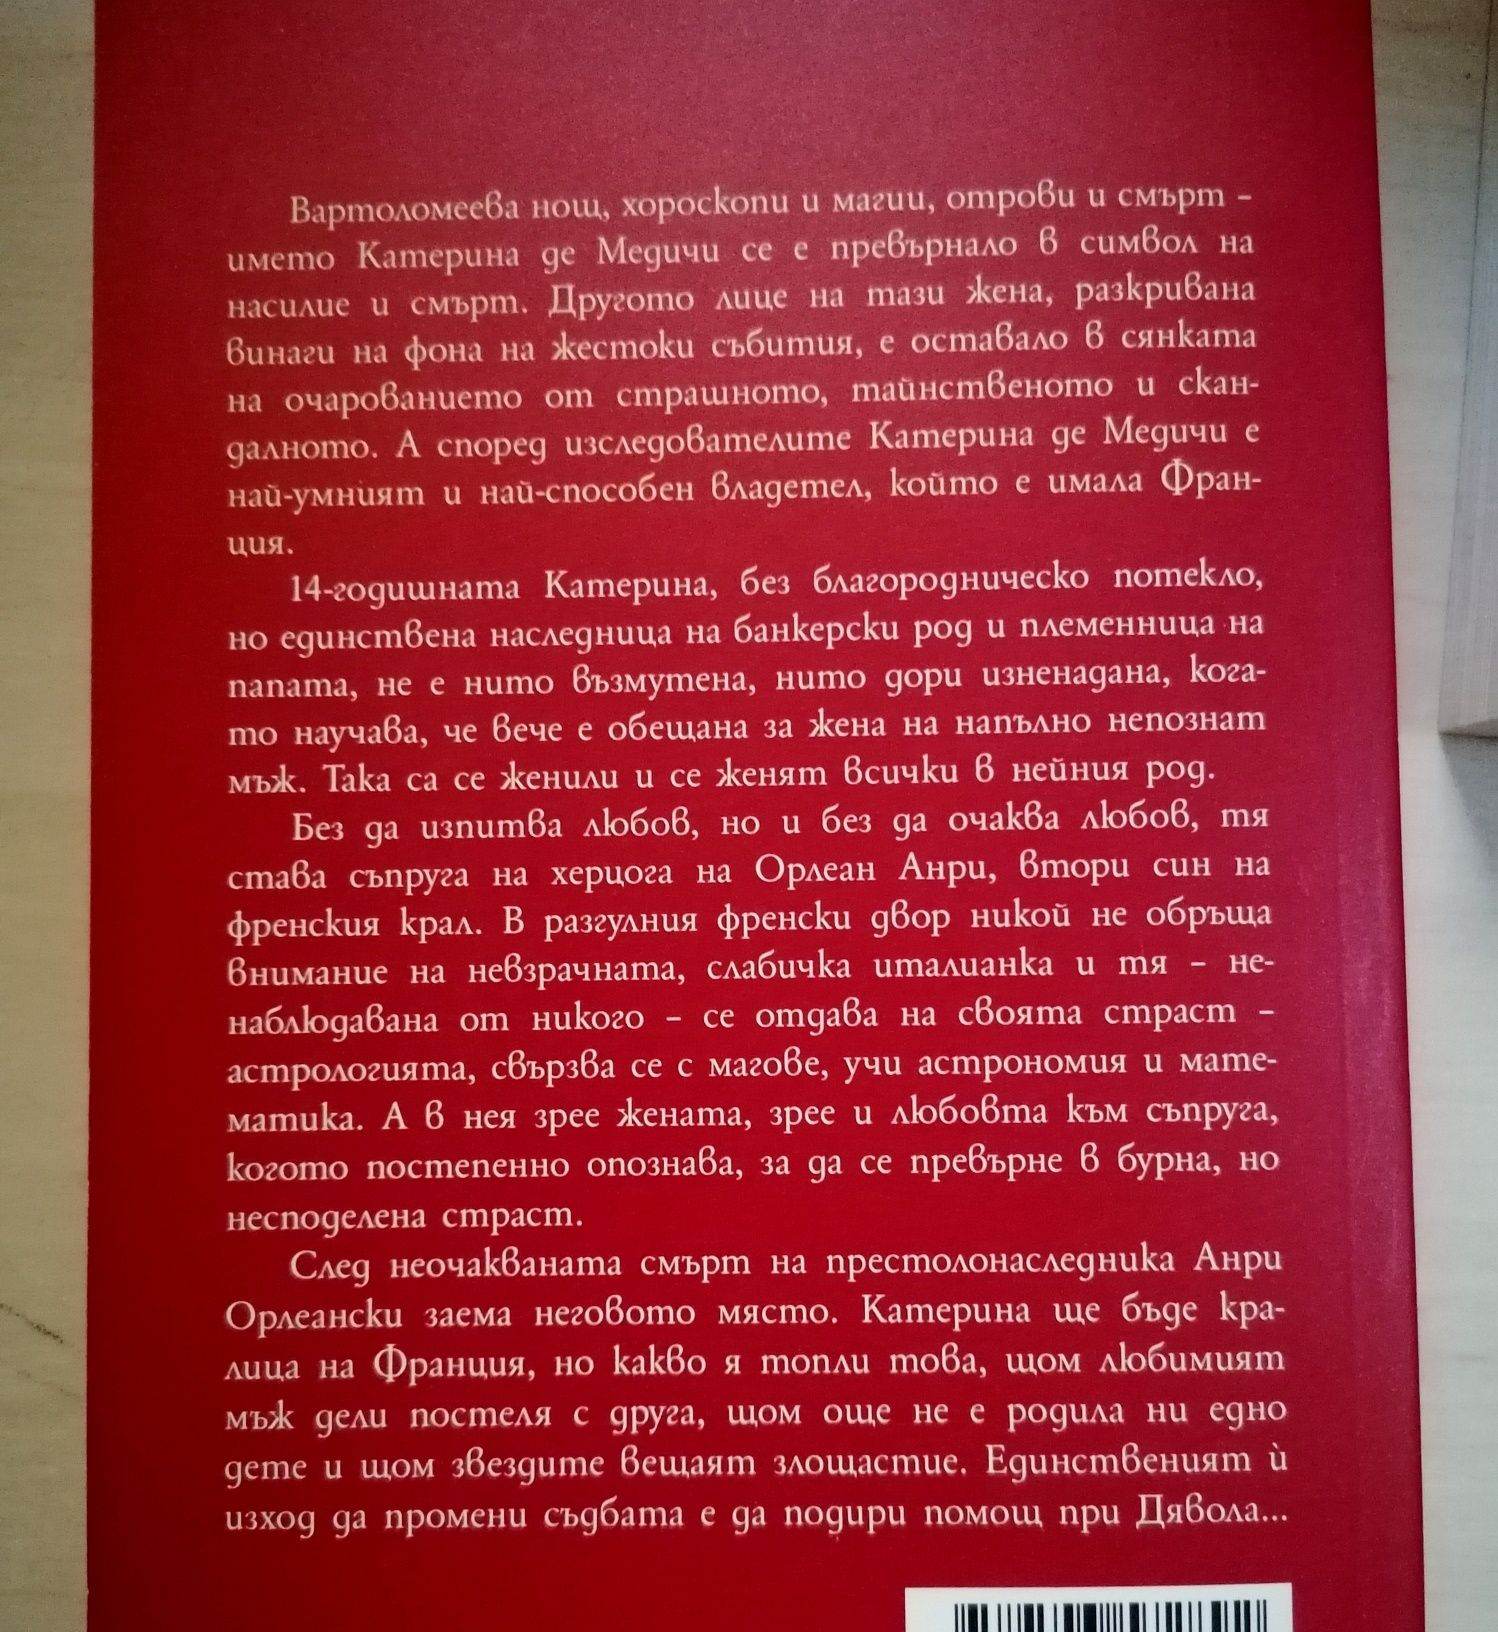 Вартоломеева нощ, хороскопи и магии, отрови и смърт –
името Катерина де Медичи се е превърнало в символ на
насилие и смърт. Другото лице на тази жена, разкривана
винаги на фона на жестоки събития, е оставало в сянката
на очарованието от страшното, тайнственото и скан-
далното. А според изследователите Катерина де Медичи е
най-умният и най-способен владетел, който е имала Фран-
ция.
14-годишната Катерина, без благородническо потекло,
но единствена наследница на банкерски род и племенница на
папата, не е нито възмутена, нито дори изненадана, кога-
то научава, че вече е обещана за жена на напълно непознат
мъж. Така са се женили и се женят всички в нейния род.
Без да изпитва любов, но и без да очаква любов, тя
става съпруга на херцога на Орлеан Анри, втори син на
френския крал. В разгулния френски двор никой не обръща
внимание на невзрачната, слабичка италианка и тя – не-
наблюдавана от никого – се отдава на своята страст –
астрологията, свързва се с магове, учи астрономия и мате-
матика. А в нея зрее жената, зрее и любовта към съпруга,
когото постепенно опознава, за да се превърне в бурна, но
несподелена страст.
След неочакваната смърт на престолонаследника Анри
Орлеански заема неговото място. Катерина ще бъде кра-
лица на Франция, но какво я топли това, щом любимият
мъж дели постеля с друга, щом още не е родила ни едно
дете и щом звездите вещаят злощастие. Единственият ѝ
изход да промени съдбата е да подири помощ при Дявола...